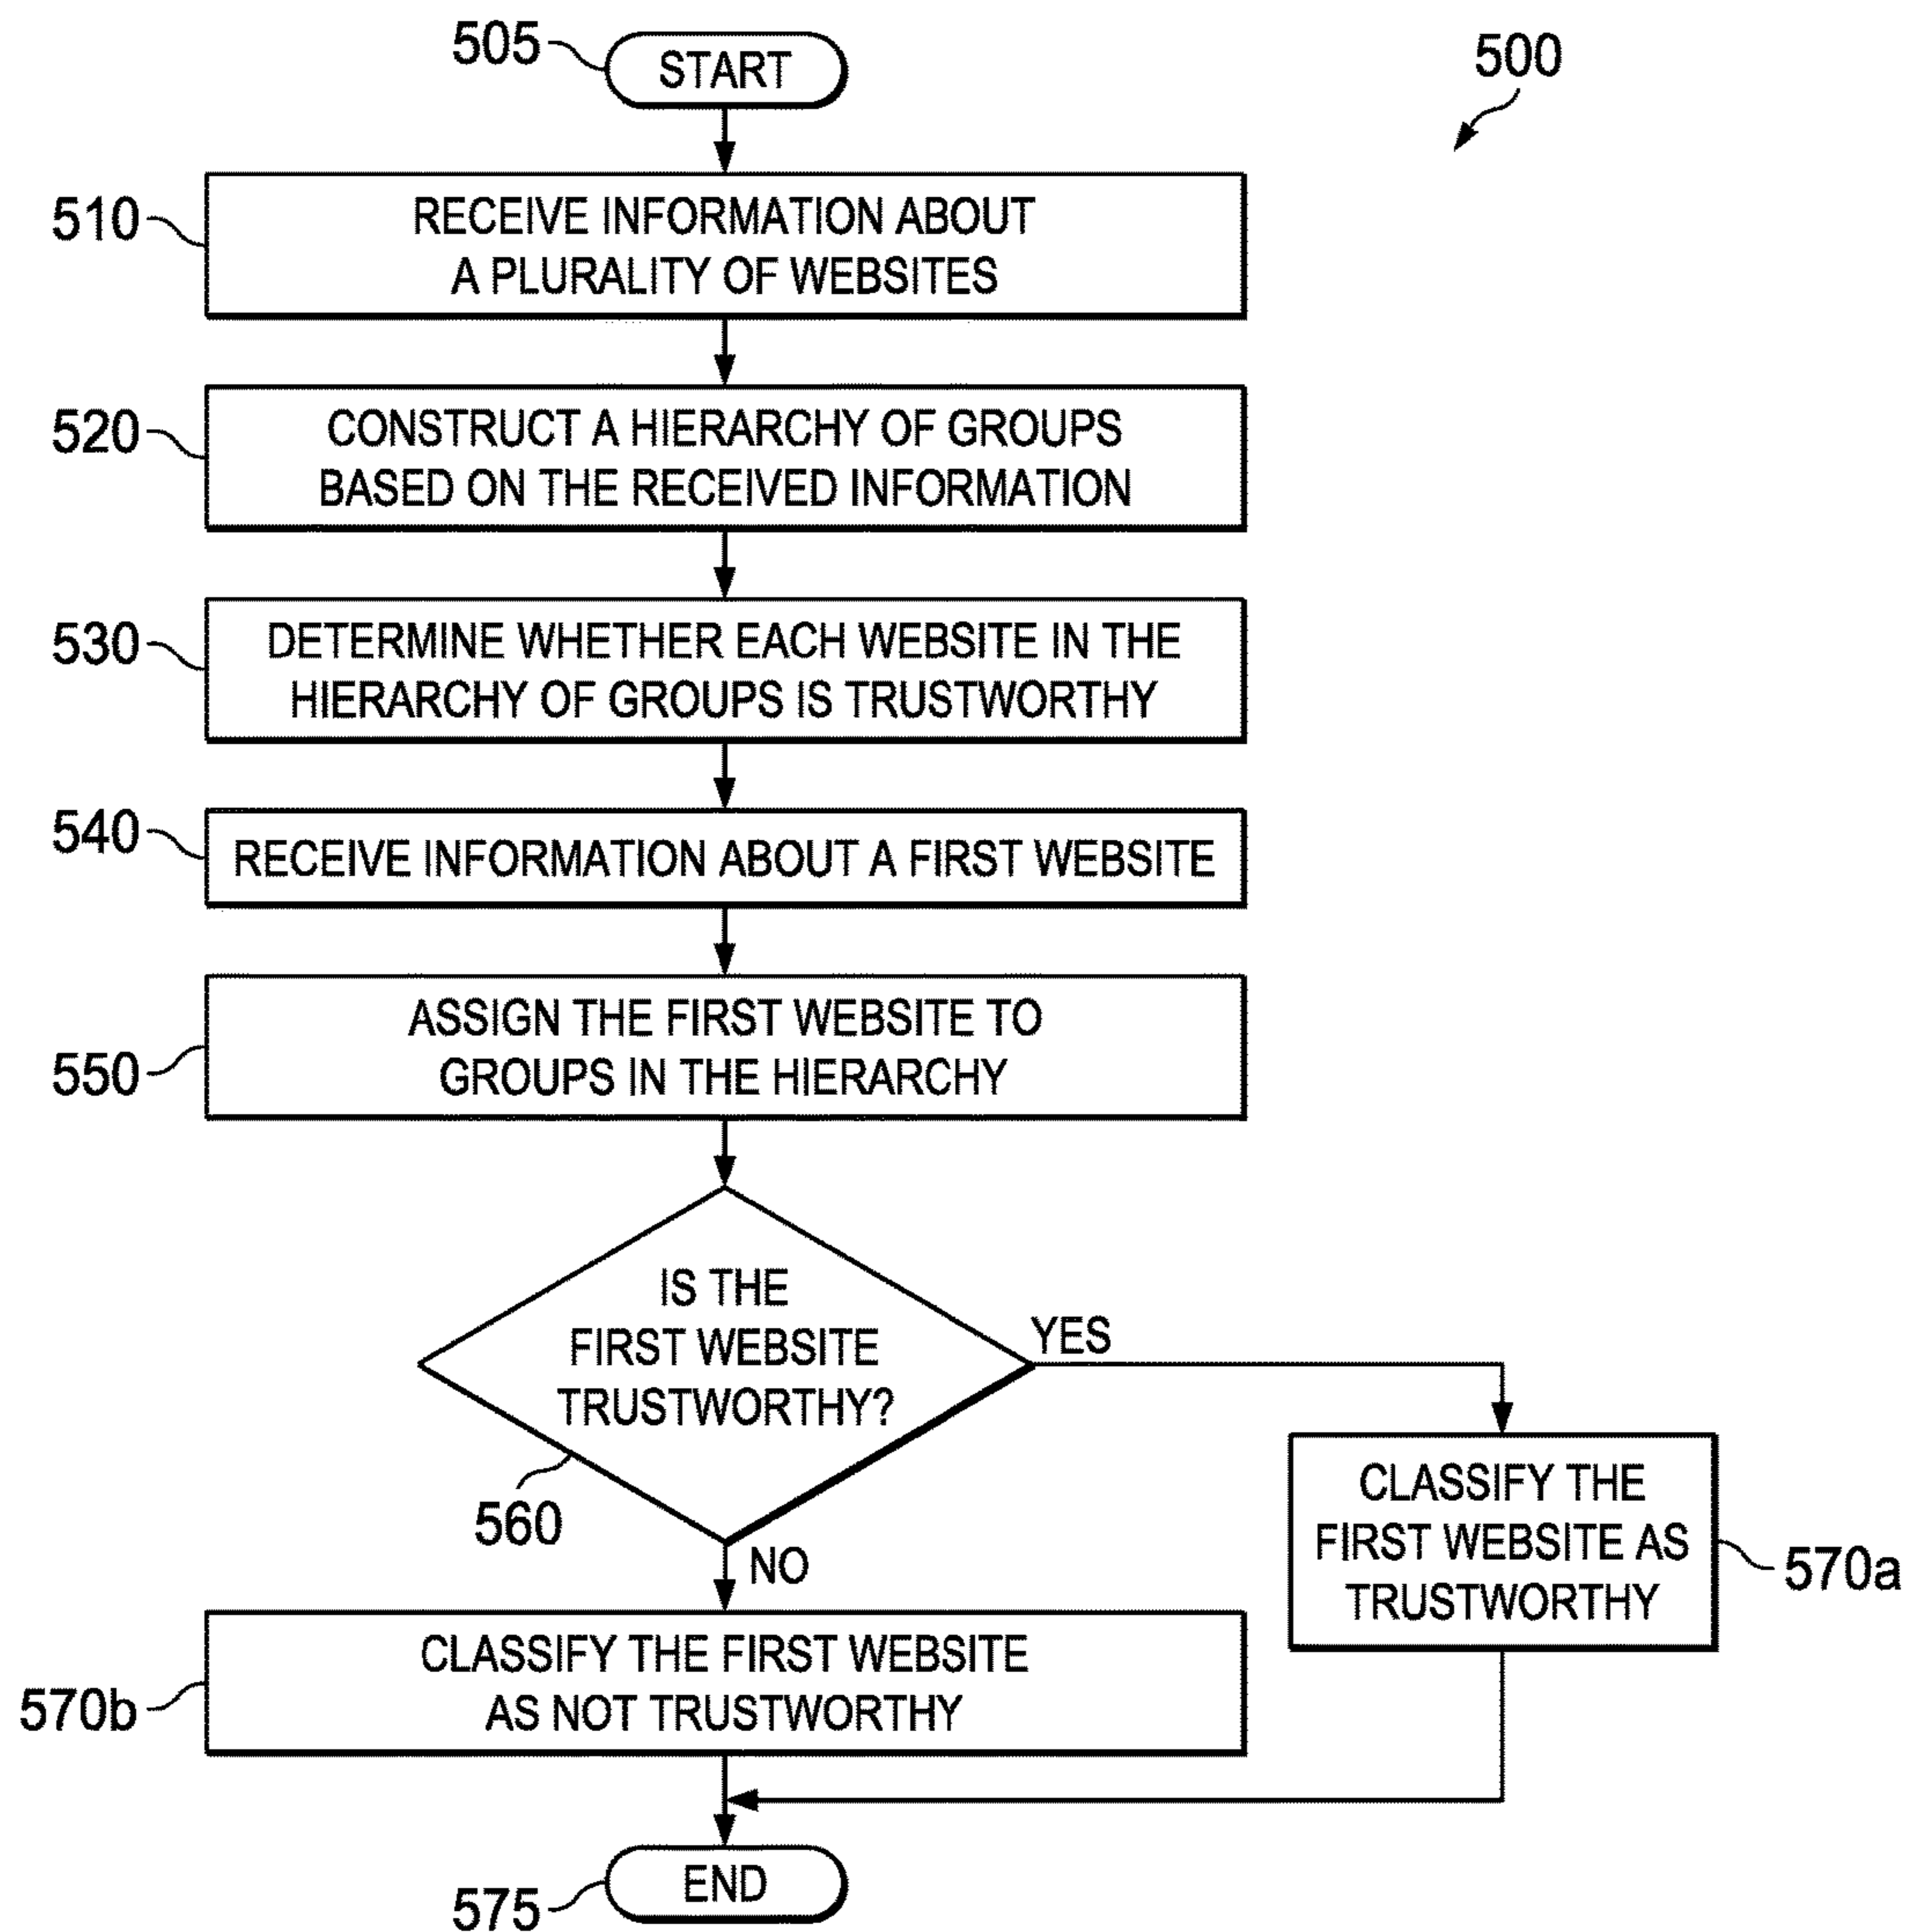 505
START
500
510
RECEIVE INFORMATION ABOUT
A PLURALITY OF WEBSITES
520
CONSTRUCT A HIERARCHY OF GROUPS
BASED ON THE RECEIVED INFORMATION
530
DETERMINE WHETHER EACH WEBSITE IN THE
HIERARCHY OF GROUPS IS TRUSTWORTHY
540
RECEIVE INFORMATION ABOUT A FIRST WEBSITE
550
ASSIGN THE FIRST WEBSITE TO
GROUPS IN THE HIERARCHY
IS THE
FIRST WEBSITE
TRUSTWORTHY?
YES
560
NO
CLASSIFY THE
FIRST WEBSITE AS
TRUSTWORTHY
570a
570b
CLASSIFY THE FIRST WEBSITE
AS NOT TRUSTWORTHY
575
END